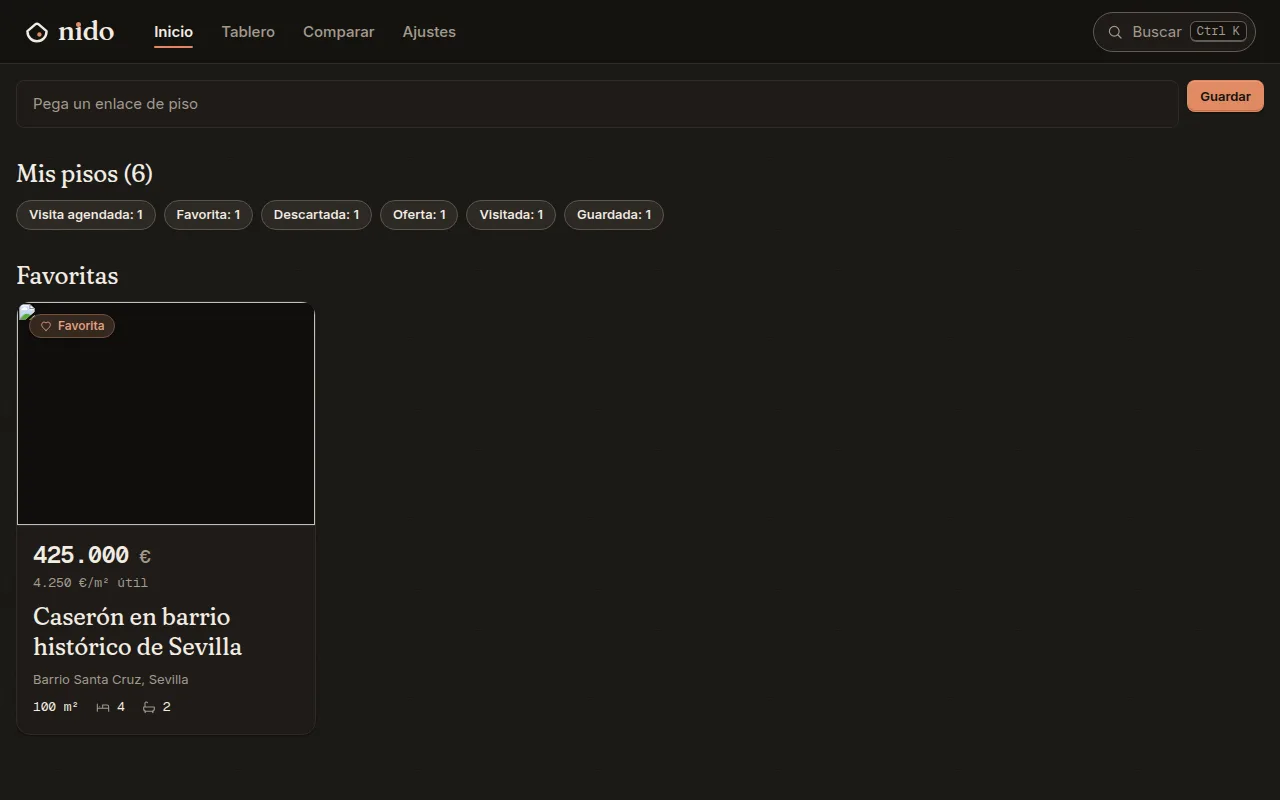 nido
Inicio
Tablero
Comparar
Ajustes
Buscar
Ctrl K
Pega un enlace de piso
Guardar
Mis pisos (6)
Visita agendada: 1
Favorita: 1
Descartada: 1
Oferta: 1
Visitada: 1
Guardada: 1
Favoritas
Favorita
425.000 €
4.250 €/m² útil
Caserón en barrio
histórico de Sevilla
Barrio Santa Cruz, Sevilla
100 m² 4 2